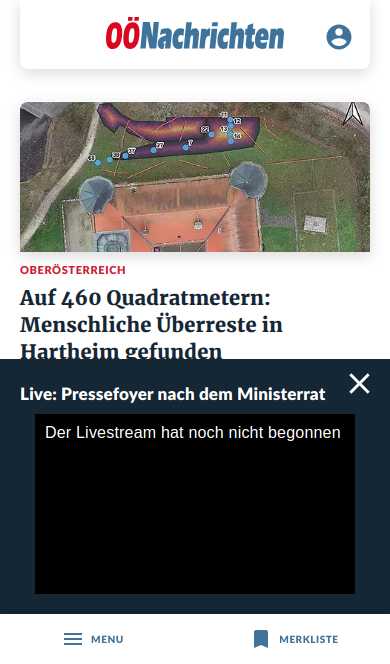 OÖNachrichten
OBERÖSTERREICH
Auf 460 Quadratmetern:
Menschliche Überreste in
Hartheim gefunden
Live: Pressefoyer nach dem Ministerrat
Der Livestream hat noch nicht begonnen
MENU
MERKLISTE